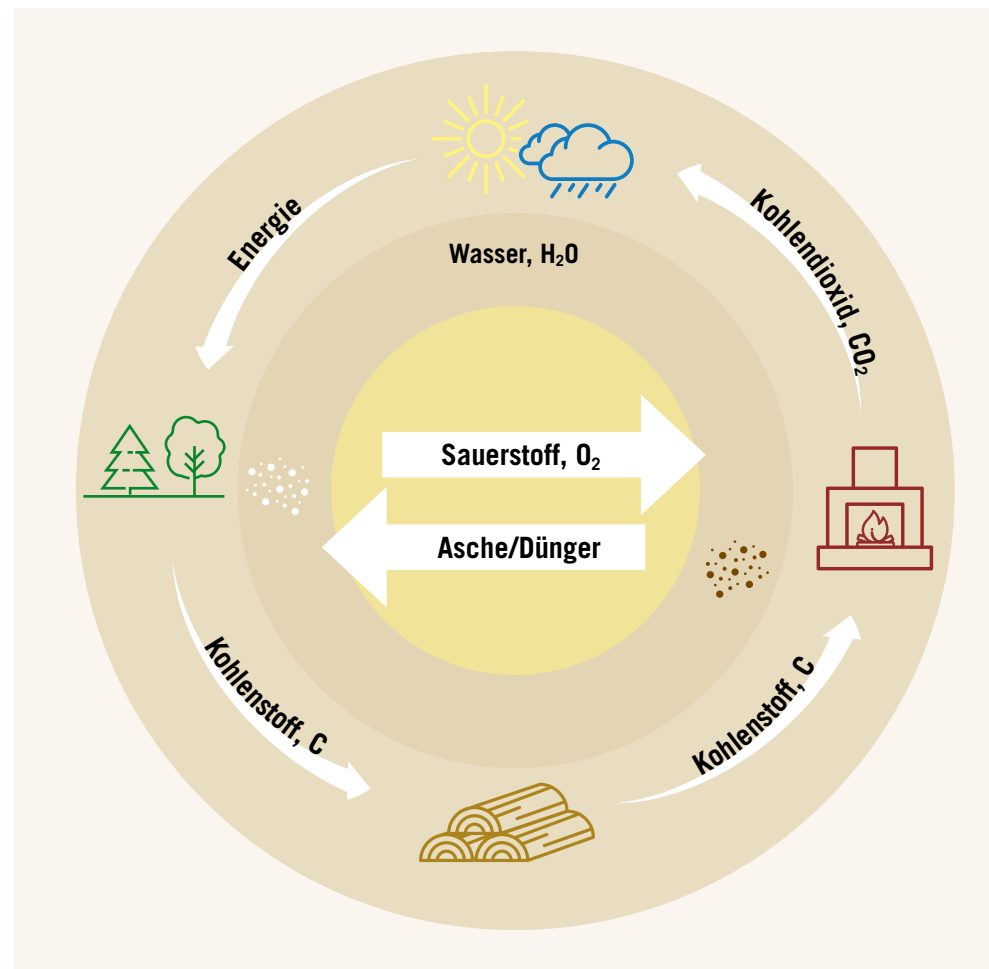 Energie
Kohlendioxid, CO₂
Wasser, H₂O
Sauerstoff, O₂
Asche/Dünger
Kohlenstoff, C
Kohlenstoff, C